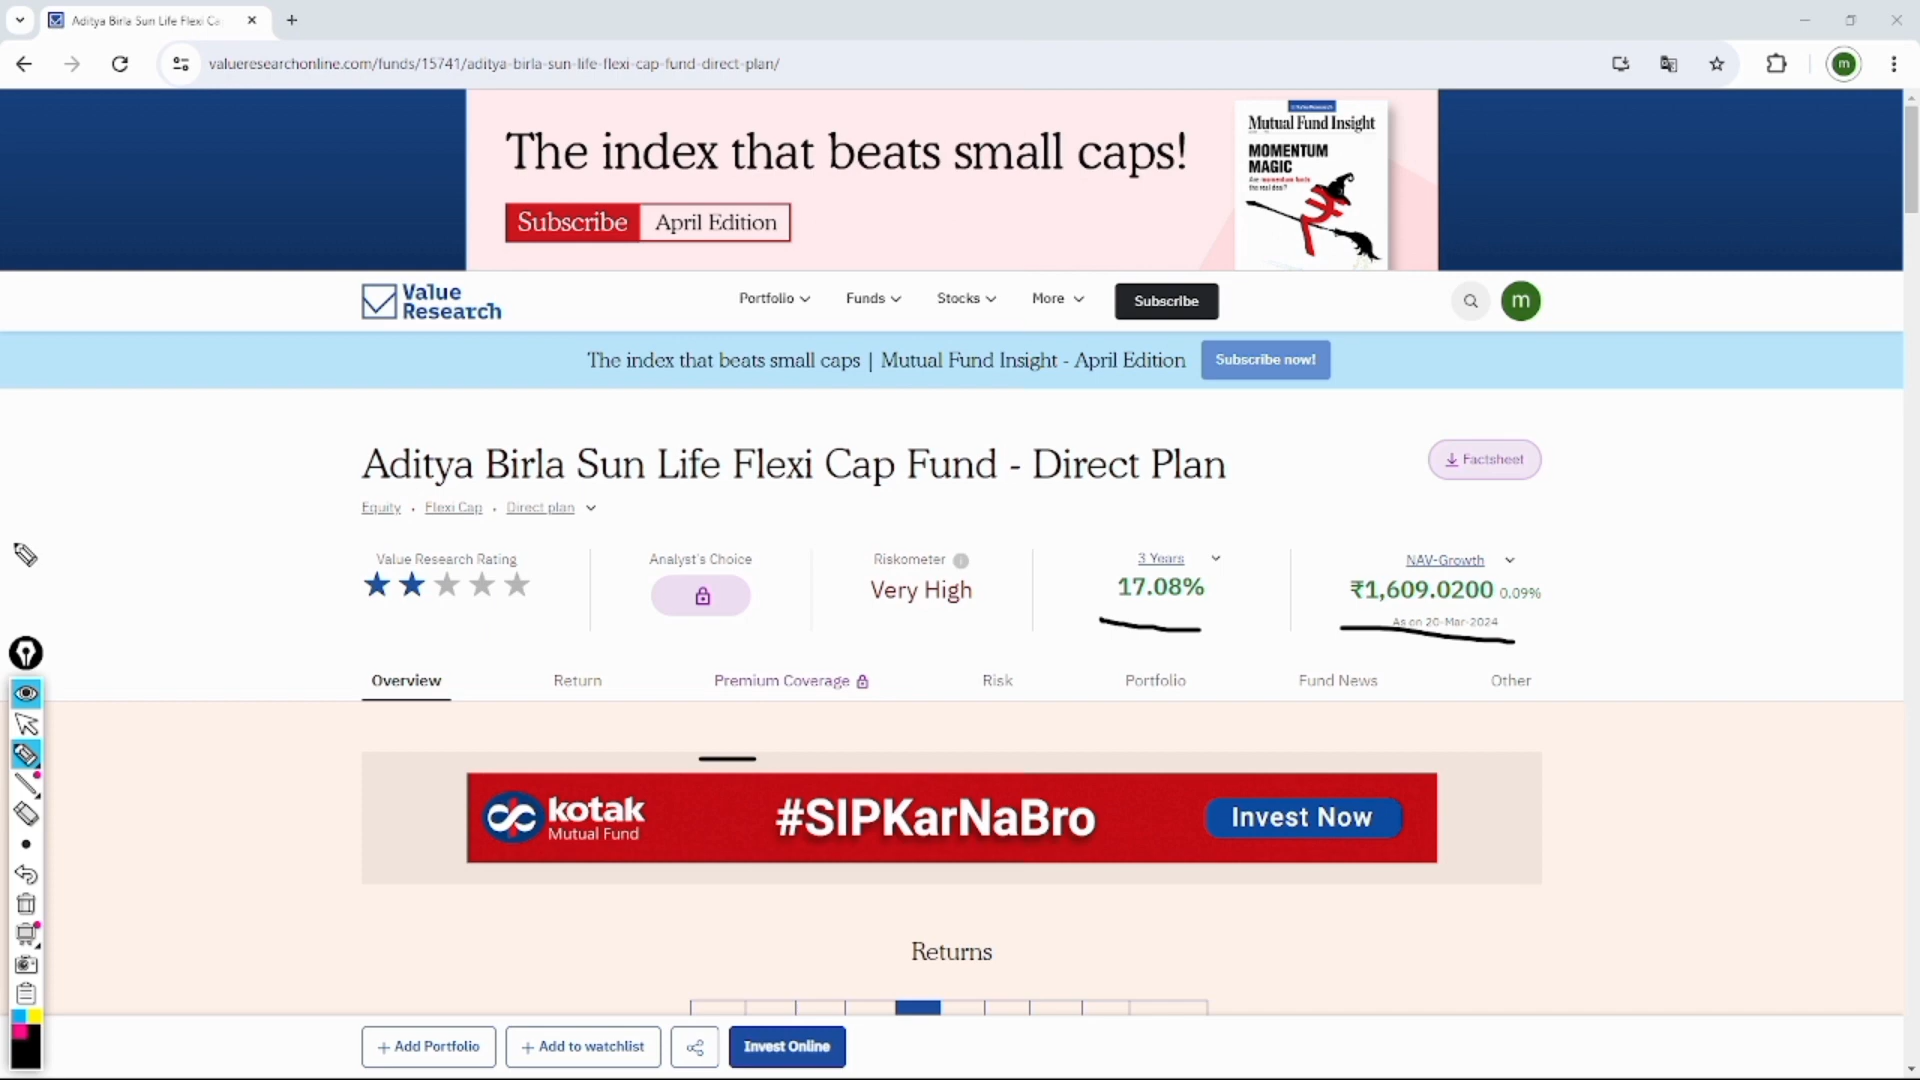 Aditya Birla Sun Life Flexi Ca
valueresearchonline.com/funds/15741/aditya-birla-sun-life-flexi-cap-fund-direct-plan/
m
The index that beats small caps!
Subscribe April Edition
Mutual Fund Insight
MOMENTUM
MAGIC
Value
Research
Portfolio Funds Stocks More Subscribe
m
The index that beats small caps | Mutual Fund Insight - April Edition Subscribe now!
Aditya Birla Sun Life Flexi Cap Fund - Direct Plan
Factsheet
Equity . Flexi Cap . Direct plan
Value Research Rating Analyst's Choice Riskometer 3 Years NAV-Growth
Very High 17.08% ₹1,609.0200 0.09%
As on 20-Mar-2024
Overview Return Premium Coverage Risk Portfolio Fund News Other
kotak
Mutual Fund
#SIPKarNaBro
Invest Now
Returns
+ Add Portfolio + Add to watchlist Invest Online